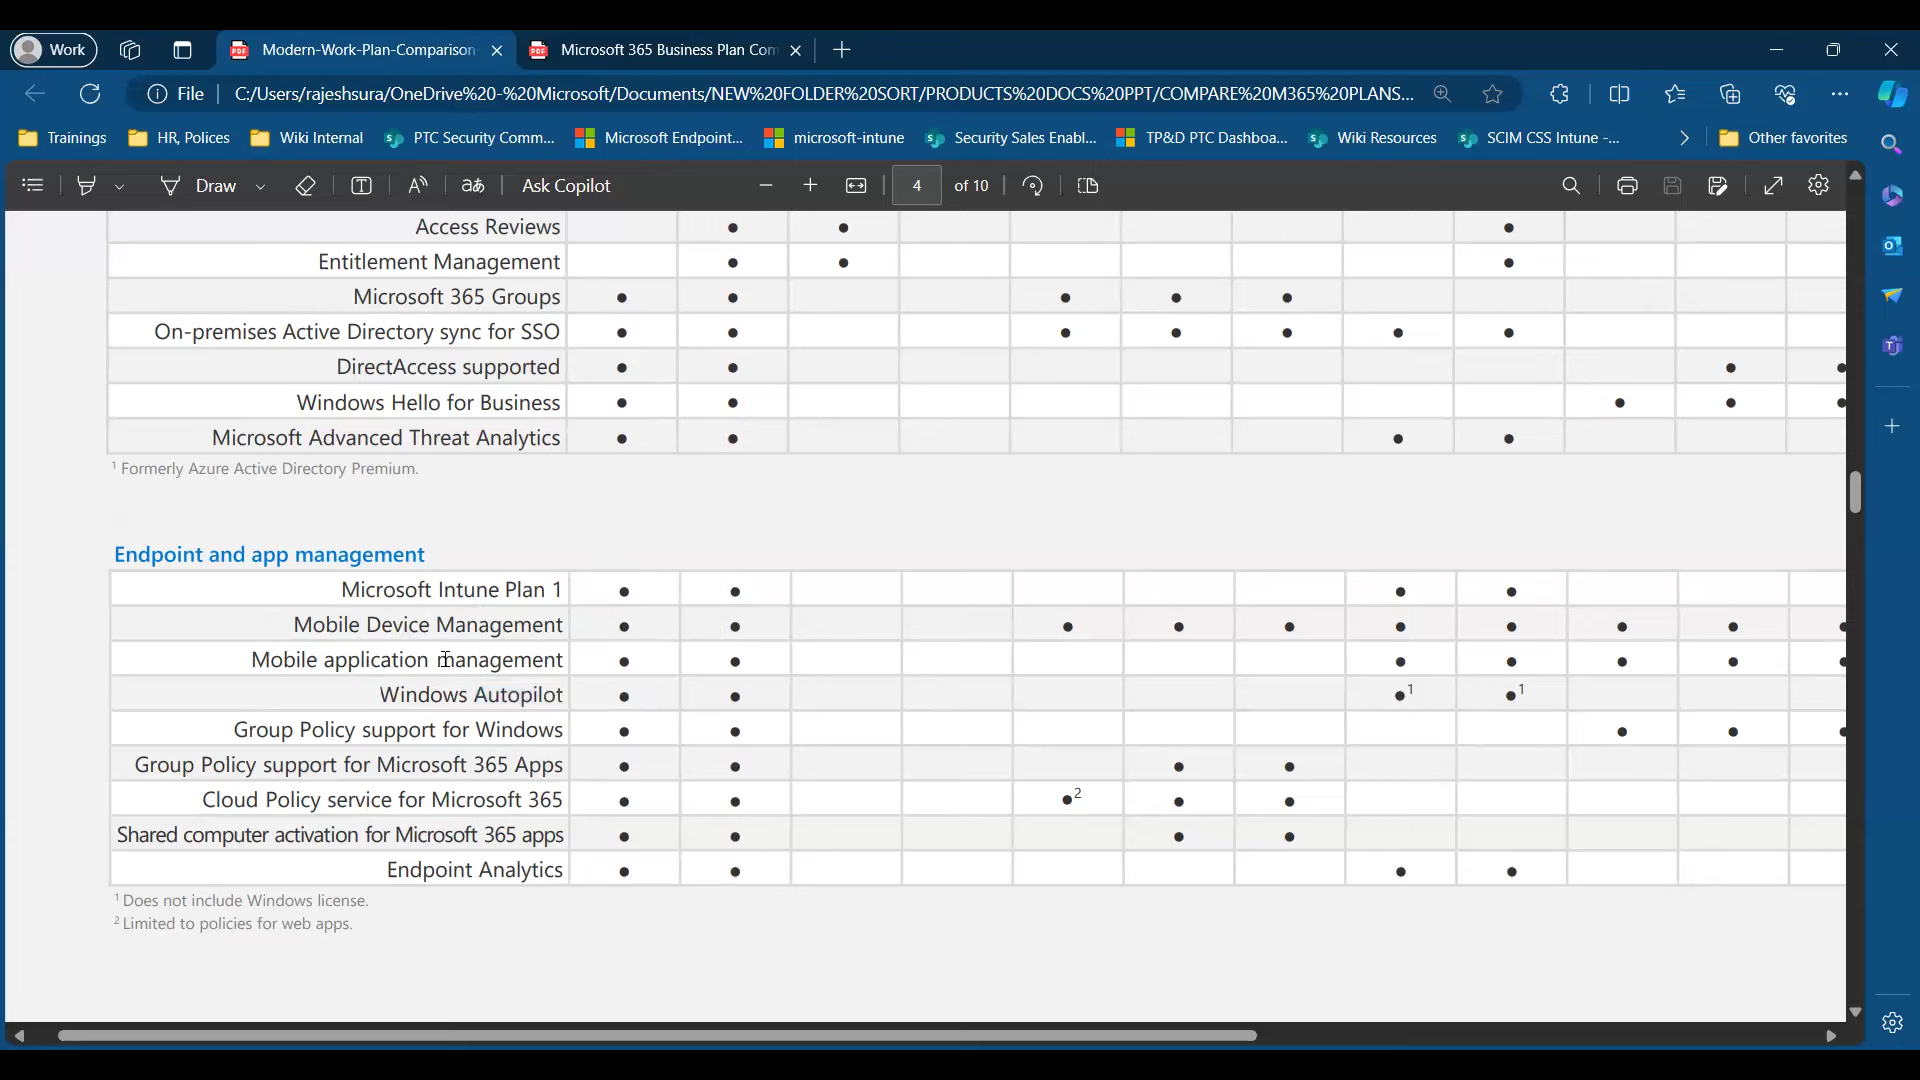 Work
Modern-Work-Plan-Comparison
Microsoft 365 Business Plan Com
File
C:/Users/rajeshsura/OneDrive%20-%20Microsoft/Documents/NEW%20FOLDER%20SORT/PRODUCTS%20DOCS%20PPT/COMPARE%20M365%20PLANS...
Trainings
HR, Polices
Wiki Internal
PTC Security Comm...
Microsoft Endpoint...
microsoft-intune
Security Sales Enabl...
TP&D PTC Dashboa...
Wiki Resources
SCIM CSS Intune -...
Other favorites
Draw
Ask Copilot
4
of 10
Access Reviews
Entitlement Management
Microsoft 365 Groups
On-premises Active Directory sync for SSO
DirectAccess supported
Windows Hello for Business
Microsoft Advanced Threat Analytics
¹ Formerly Azure Active Directory Premium.
Endpoint and app management
Microsoft Intune Plan 1
Mobile Device Management
Mobile application management
Windows Autopilot
●¹
●¹
Group Policy support for Windows
Group Policy support for Microsoft 365 Apps
Cloud Policy service for Microsoft 365
●²
Shared computer activation for Microsoft 365 apps
Endpoint Analytics
¹ Does not include Windows license.
² Limited to policies for web apps.